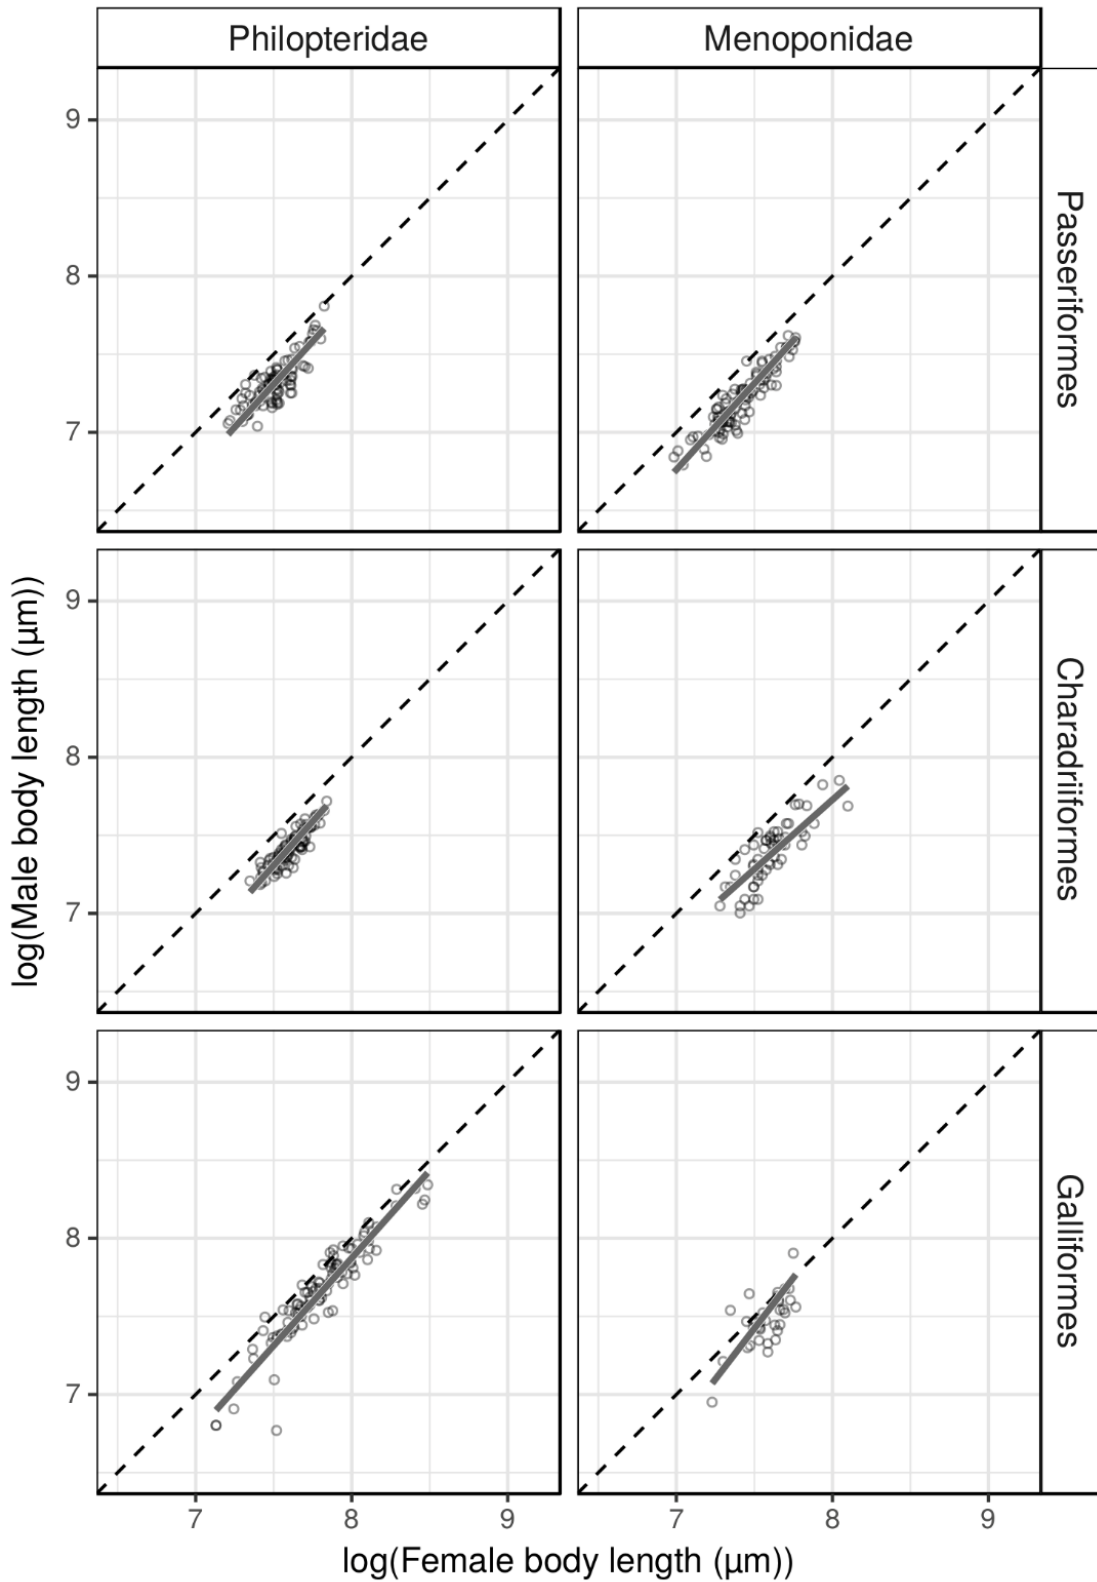 Philopteridae
Menoponidae
9
8
7
Passeriformes
9
8
7
Charadriiformes
9
8
7
Galliformes
log(Male body length (µm))
7
8
9
7
8
9
log(Female body length (µm))